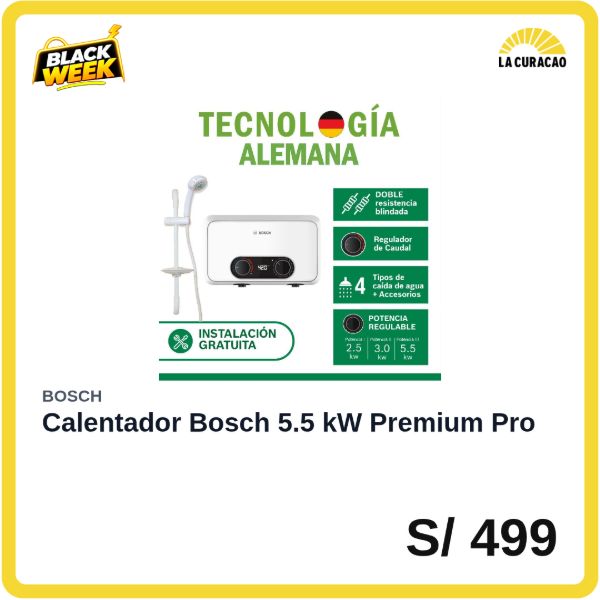 BLACK
WEEK
LA CURACAO
TECNOLOGÍA
ALEMANA
DOBLE
resistencia
blindada
BOSCH
Regulador
de Caudal
4 Tipos de
caída de agua
+ Accesorios
INSTALACIÓN
GRATUITA
POTENCIA
REGULABLE
2.5 3.0 5.5
kw kw kw
BOSCH
Calentador Bosch 5.5 kW Premium Pro
S/ 499